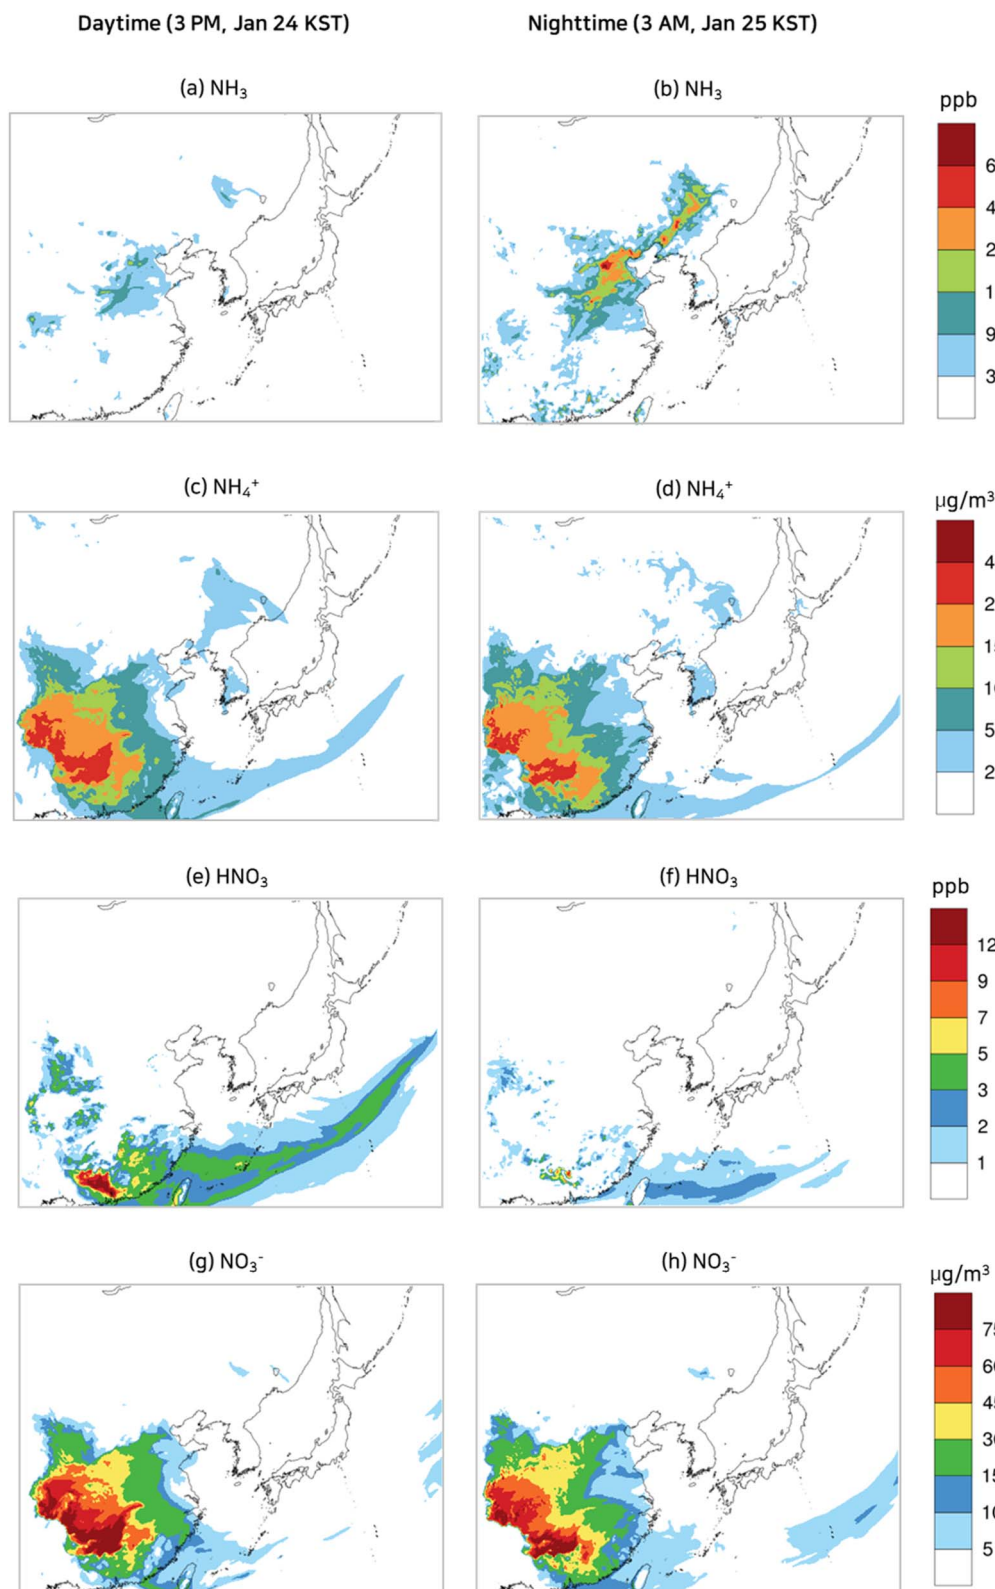 Daytime (3 PM, Jan 24 KST)
Nighttime (3 AM, Jan 25 KST)
(a) NH₃
(b) NH₃
ppb
6
4
2
1
9
3
(c) NH₄⁺
(d) NH₄⁺
μg/m³
4
2
15
10
5
2
(e) HNO₃
(f) HNO₃
ppb
12
9
7
5
3
2
1
(g) NO₃⁻
(h) NO₃⁻
μg/m³
75
60
45
30
15
10
5